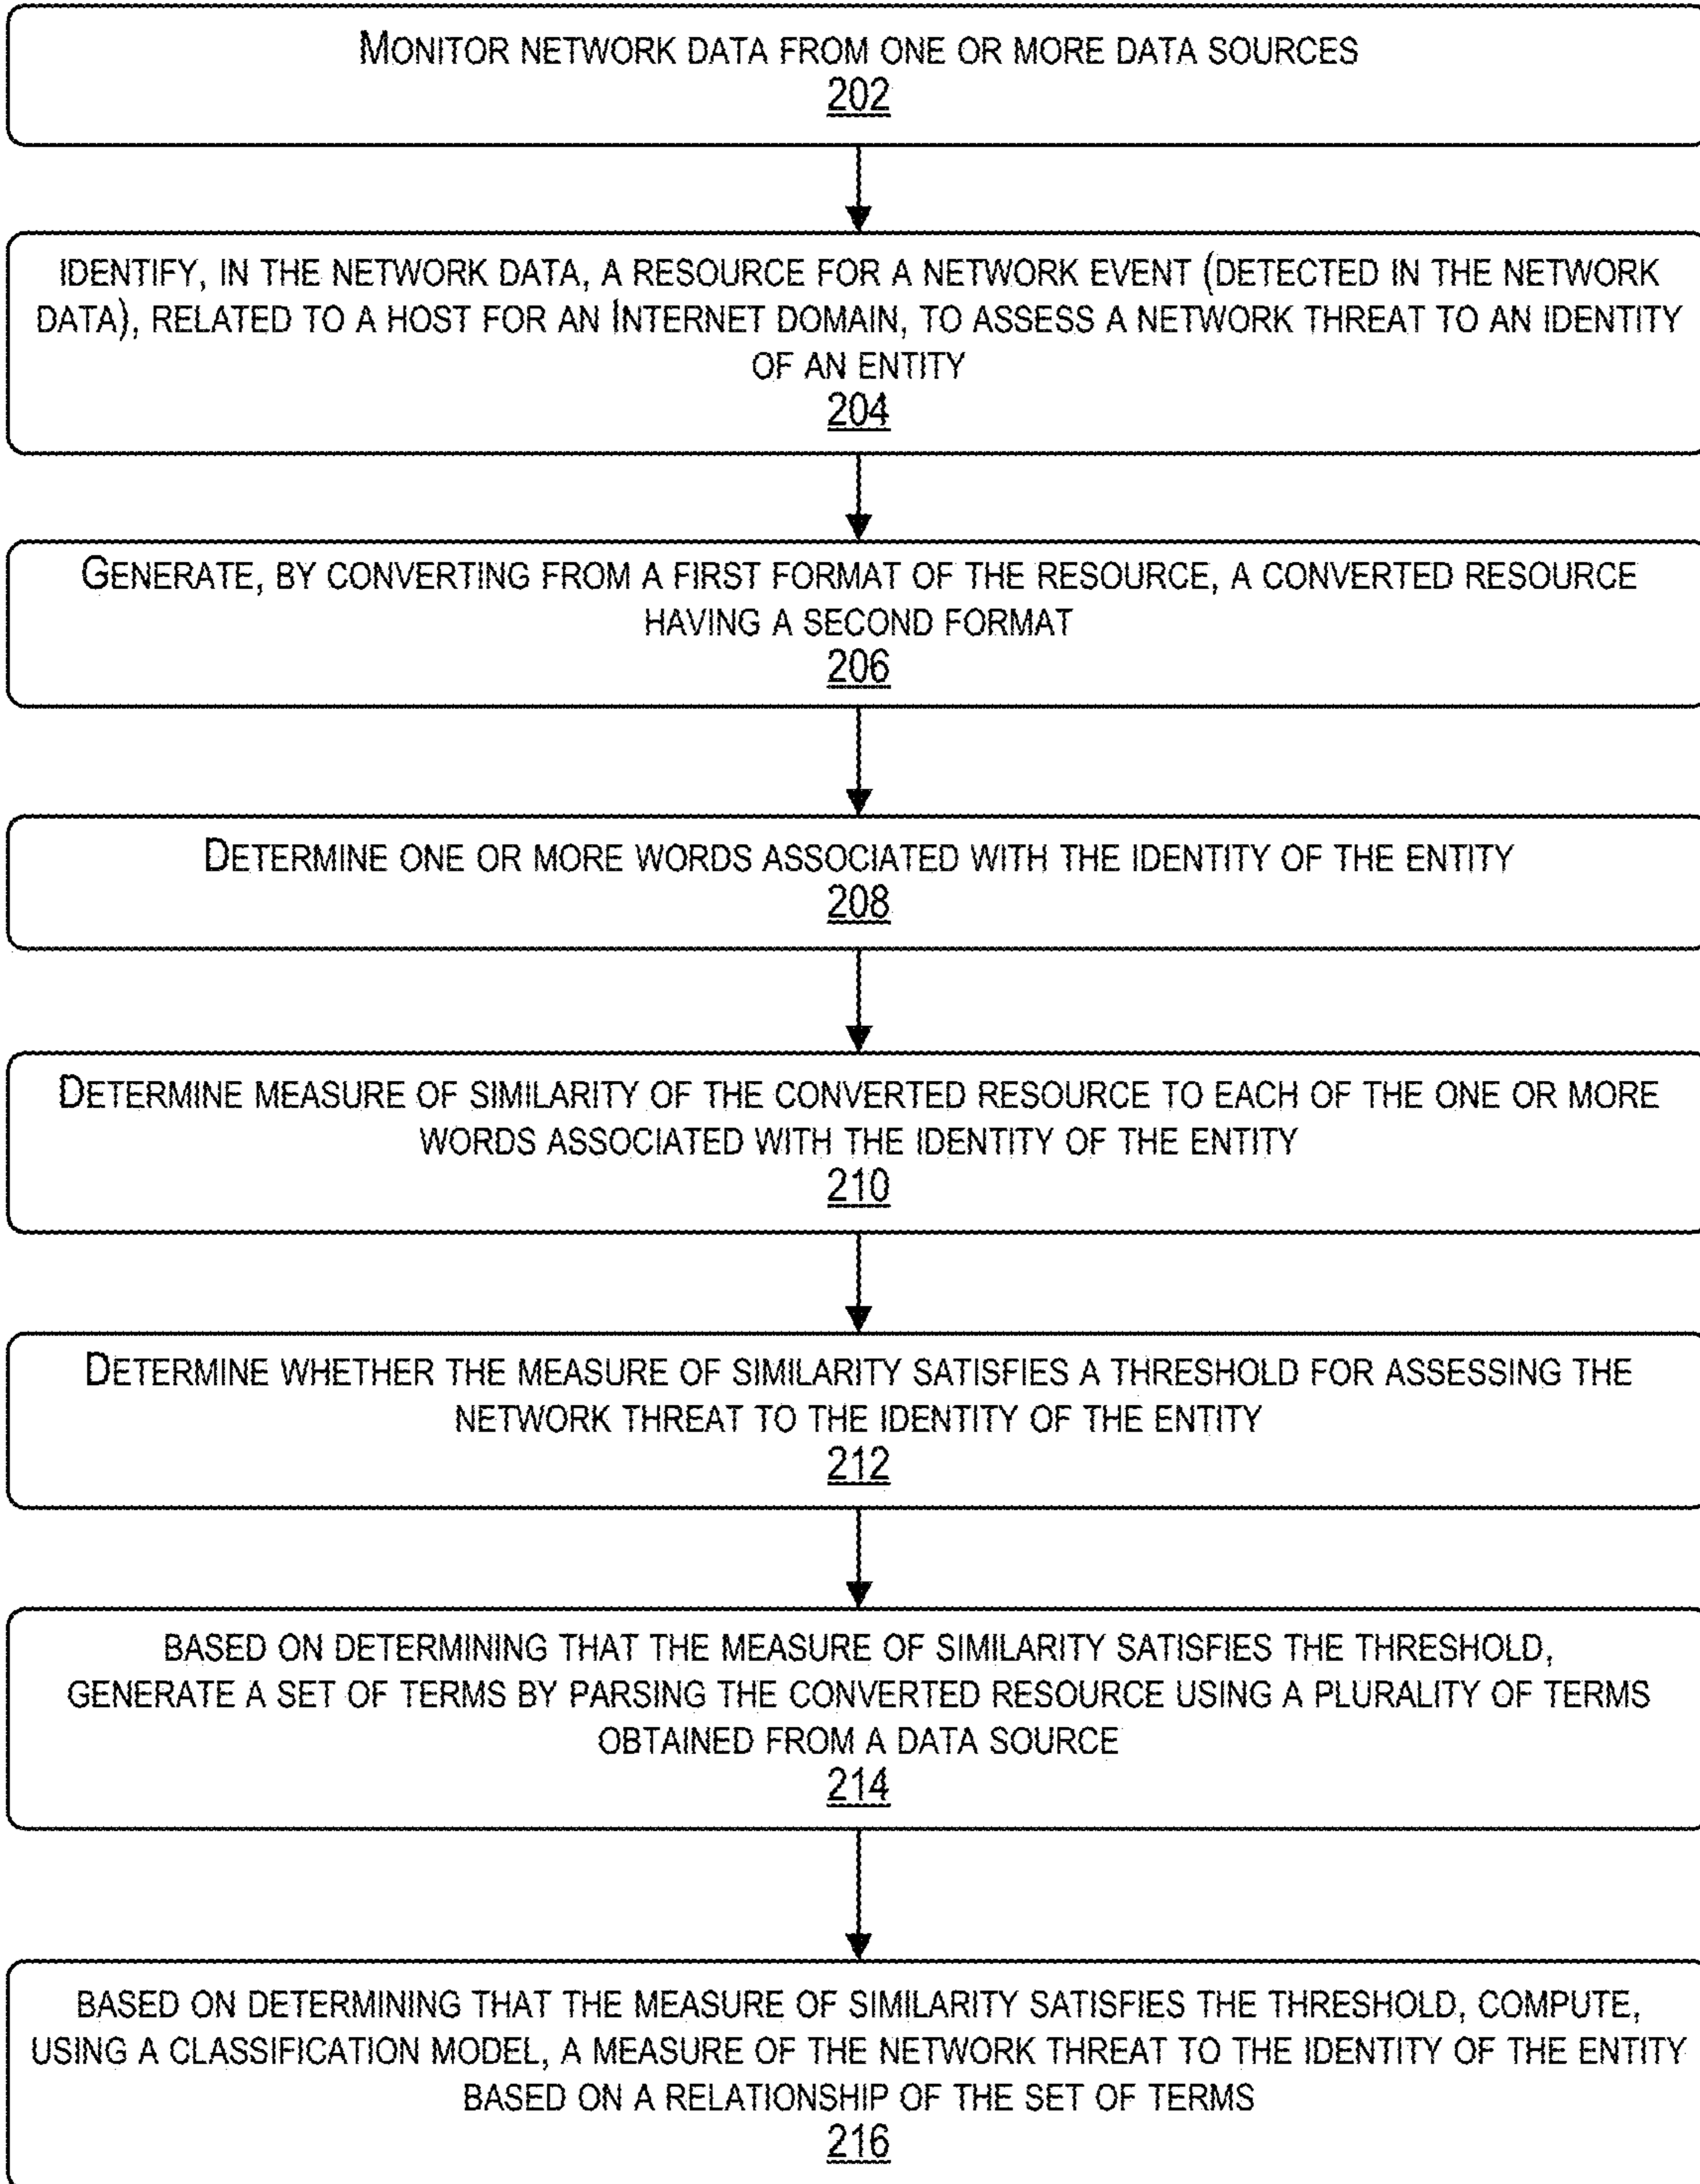 MONITOR NETWORK DATA FROM ONE OR MORE DATA SOURCES
202
IDENTIFY, IN THE NETWORK DATA, A RESOURCE FOR A NETWORK EVENT (DETECTED IN THE NETWORK
DATA), RELATED TO A HOST FOR AN INTERNET DOMAIN, TO ASSESS A NETWORK THREAT TO AN IDENTITY
OF AN ENTITY
204
GENERATE, BY CONVERTING FROM A FIRST FORMAT OF THE RESOURCE, A CONVERTED RESOURCE
HAVING A SECOND FORMAT
206
DETERMINE ONE OR MORE WORDS ASSOCIATED WITH THE IDENTITY OF THE ENTITY
208
DETERMINE MEASURE OF SIMILARITY OF THE CONVERTED RESOURCE TO EACH OF THE ONE OR MORE
WORDS ASSOCIATED WITH THE IDENTITY OF THE ENTITY
210
DETERMINE WHETHER THE MEASURE OF SIMILARITY SATISFIES A THRESHOLD FOR ASSESSING THE
NETWORK THREAT TO THE IDENTITY OF THE ENTITY
212
BASED ON DETERMINING THAT THE MEASURE OF SIMILARITY SATISFIES THE THRESHOLD,
GENERATE A SET OF TERMS BY PARSING THE CONVERTED RESOURCE USING A PLURALITY OF TERMS
OBTAINED FROM A DATA SOURCE
214
BASED ON DETERMINING THAT THE MEASURE OF SIMILARITY SATISFIES THE THRESHOLD, COMPUTE,
USING A CLASSIFICATION MODEL, A MEASURE OF THE NETWORK THREAT TO THE IDENTITY OF THE ENTITY
BASED ON A RELATIONSHIP OF THE SET OF TERMS
216